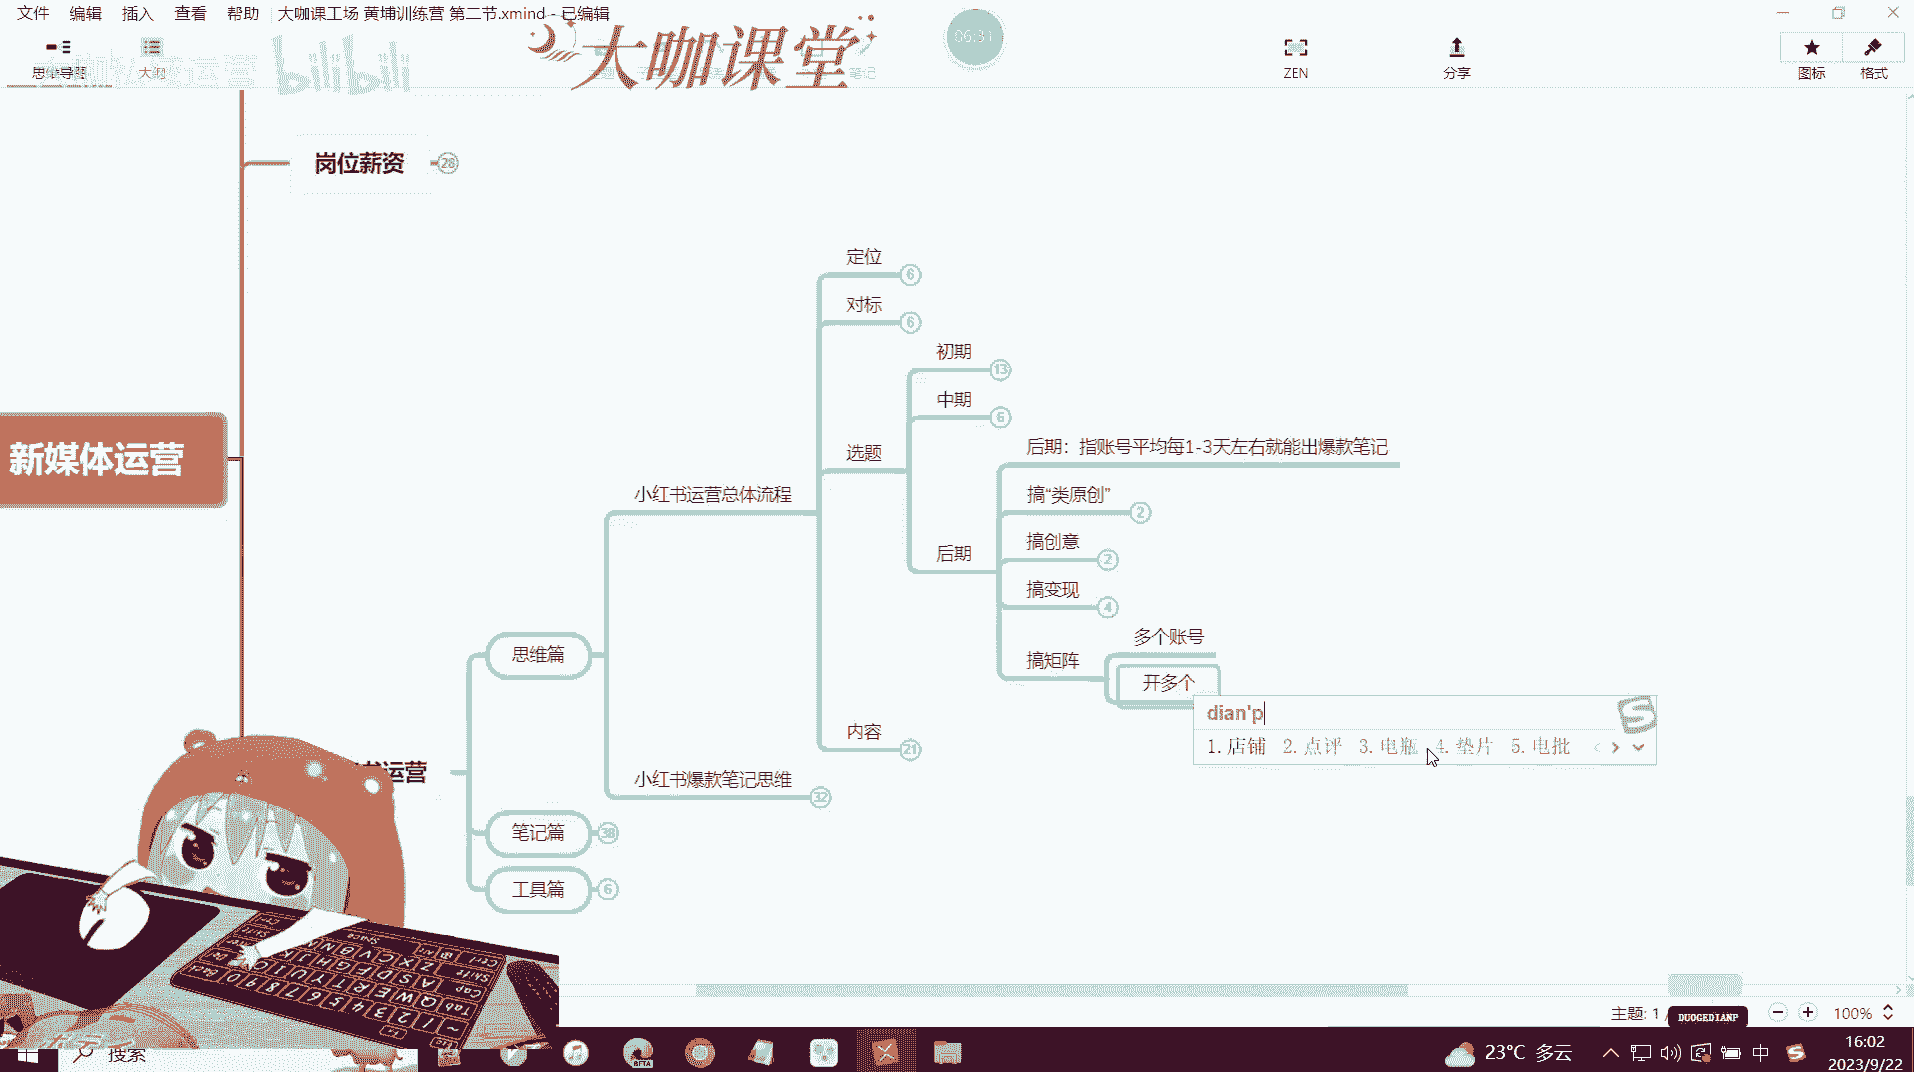 文件 编辑 插入 查看 帮助 大咖课工场 黄埔训练营 第二节.xmind - 已编辑
思维导图
大纲
bilibili
大咖课堂
笔记
06:31
ZEN
分享
图标
格式
岗位薪资
28
定位
6
对标
6
初期
13
中期
6
选题
后期：指账号平均每1-3天左右就能出爆款笔记
小红书运营总体流程
搞“类原创”
2
搞创意
2
后期
搞变现
4
多个账号
搞矩阵
开多个
新媒体运营
思维篇
dian'p
1.店铺 2.点评 3.电瓶 4.垫片 5.电批
内容
21
小红书爆款笔记思维
32
书运营
笔记篇
38
工具篇
6
主题: 1 /
DUOGEDIANP
100%
搜索
BETA
23°C 多云
中
16:02
2023/9/22